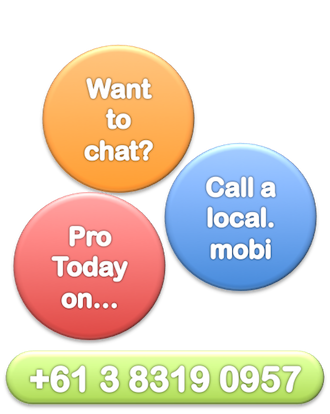 Want
to
chat?
Call a
local.
mobi
Pro
Today
on...
+61 3 8319 0957